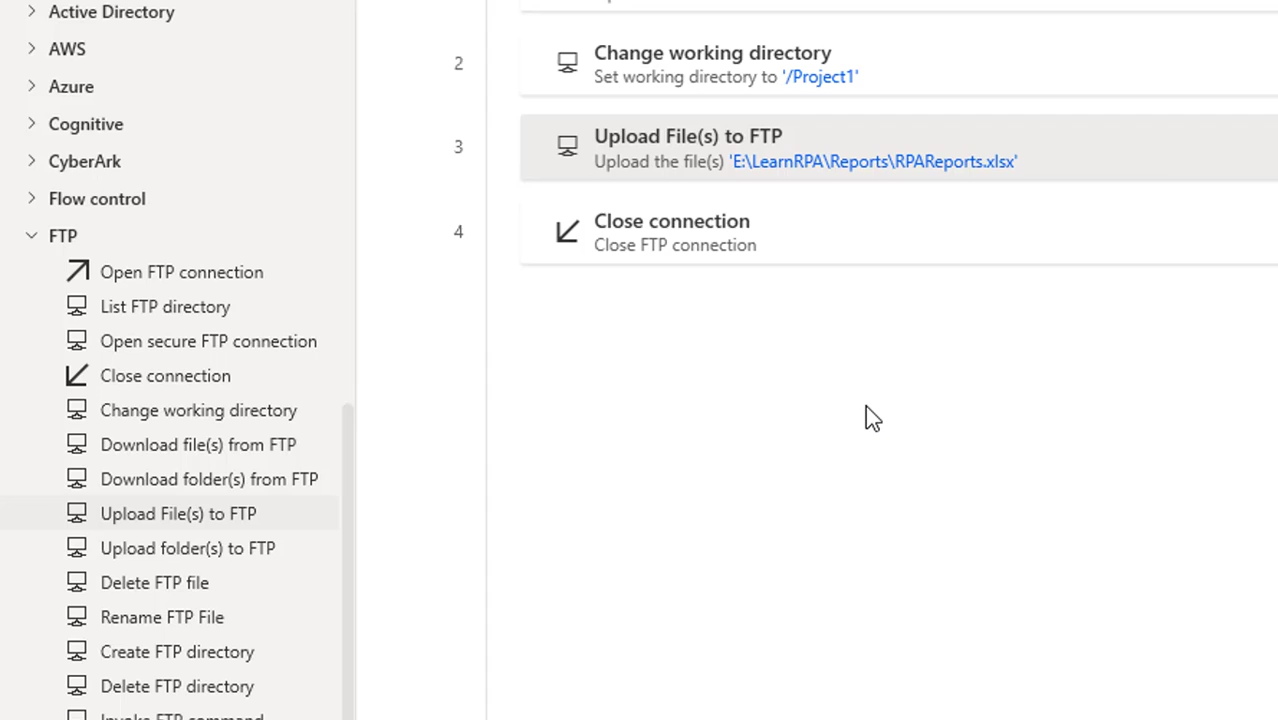 Active Directory
AWS
Azure
Cognitive
CyberArk
Flow control
FTP
Open FTP connection
List FTP directory
Open secure FTP connection
Close connection
Change working directory
Download file(s) from FTP
Download folder(s) from FTP
Upload File(s) to FTP
Upload folder(s) to FTP
Delete FTP file
Rename FTP File
Create FTP directory
Delete FTP directory
Invoke FTP command
2
Change working directory
Set working directory to '/Project1'
3
Upload File(s) to FTP
Upload the file(s) 'E:\LearnRPA\Reports\RPAReports.xlsx'
4
Close connection
Close FTP connection